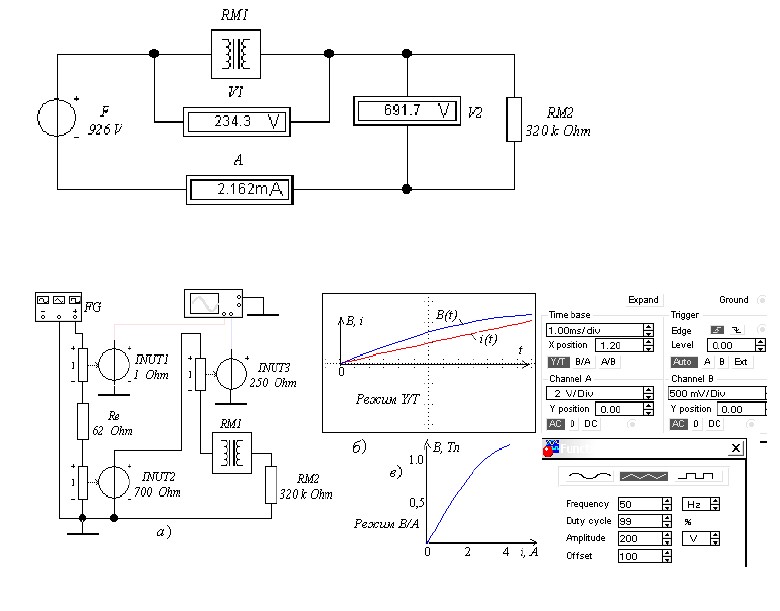 RM1
V1
234.3 V
F
926 V
+
-
691.7 V
V2
RM2
320 k Ohm
A
2.162mA
FG
INUT1
1 Ohm
Re
62 Ohm
INUT2
700 Ohm
INUT3
250 Ohm
RM1
RM2
320 k Ohm
а)
B, i
B(t)
i(t)
t
0
Режим Y/T
б)
в)
B, Тл
1.0
0,5
Режим B/A
0 2 4 i, A
Expand Ground
Time base Trigger
1.00ms/div Edge
X position 1.20 Level 0.00
Y/T B/A A/B Auto A B Ext
Channel A Channel B
2 V/Div 500 mV/Div
Y position 0.00 Y position 0.00
AC 0 DC AC 0 DC
X
Frequency 50 Hz
Duty cycle 99 %
Amplitude 200 V
Offset 100